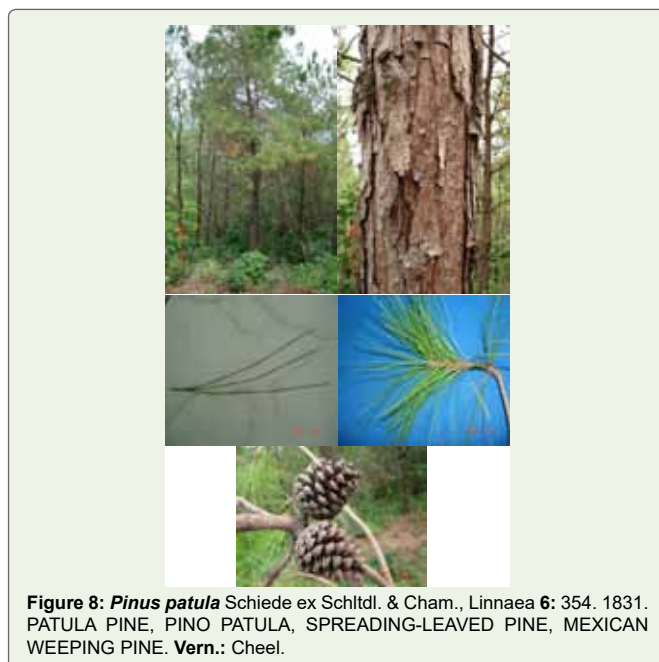 Figure 8: Pinus patula Schiede ex Schltdl. & Cham., Linnaea 6: 354. 1831.
PATULA PINE, PINO PATULA, SPREADING-LEAVED PINE, MEXICAN
WEEPING PINE. Vern.: Cheel.